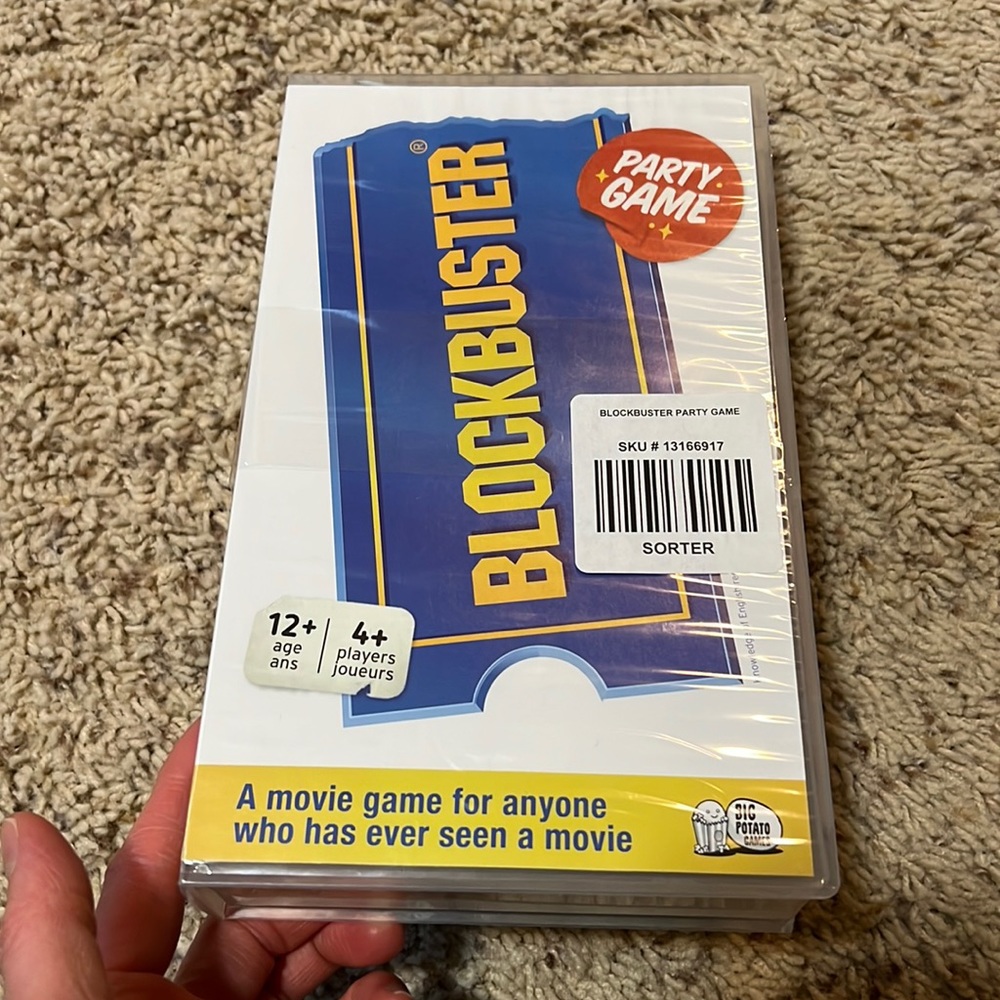 PARTY
GAME
BLOCKBUSTER®
BLOCKBUSTER PARTY GAME
SKU # 13166917
SORTER
12+
age
ans
4+
players
joueurs
A movie game for anyone
who has ever seen a movie
BIG
POTATO
GAMES